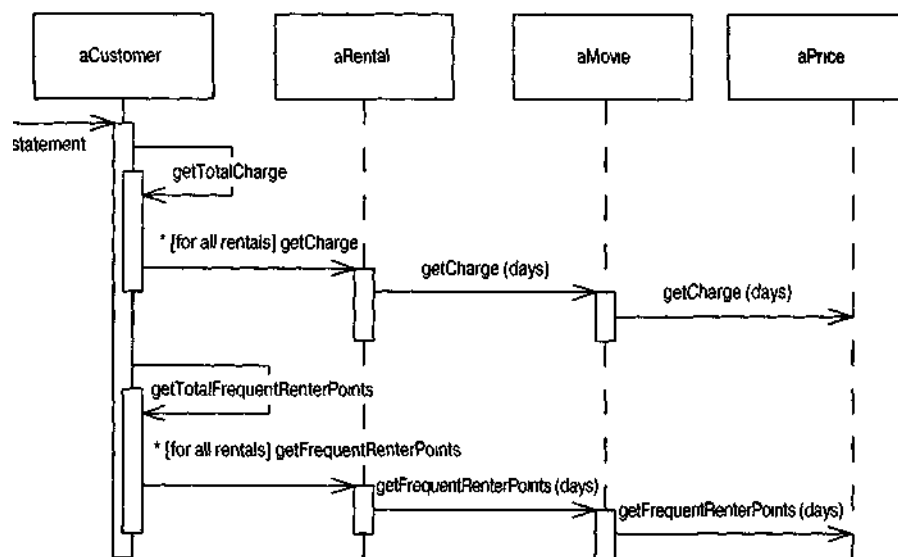 aCustomer
aRental
aMovie
aPrice
statement
getTotalCharge
* [for all rentals] getCharge
getCharge (days)
getCharge (days)
getTotalFrequentRenterPoints
* [for all rentals] getFrequentRenterPoints
getFrequentRenterPoints (days)
getFrequentRenterPoints (days)